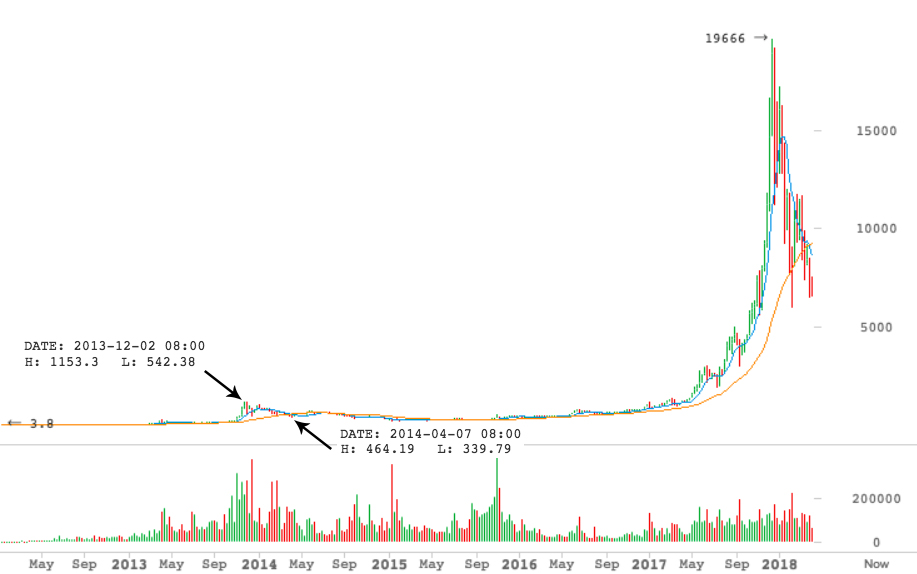 19666 →
15000
10000
5000
DATE: 2013-12-02 08:00
H: 1153.3 L: 542.38
← 3.8
DATE: 2014-04-07 08:00
H: 464.19 L: 339.79
200000
0
May Sep 2013 May Sep 2014 May Sep 2015 May Sep 2016 May Sep 2017 May Sep 2018 Now